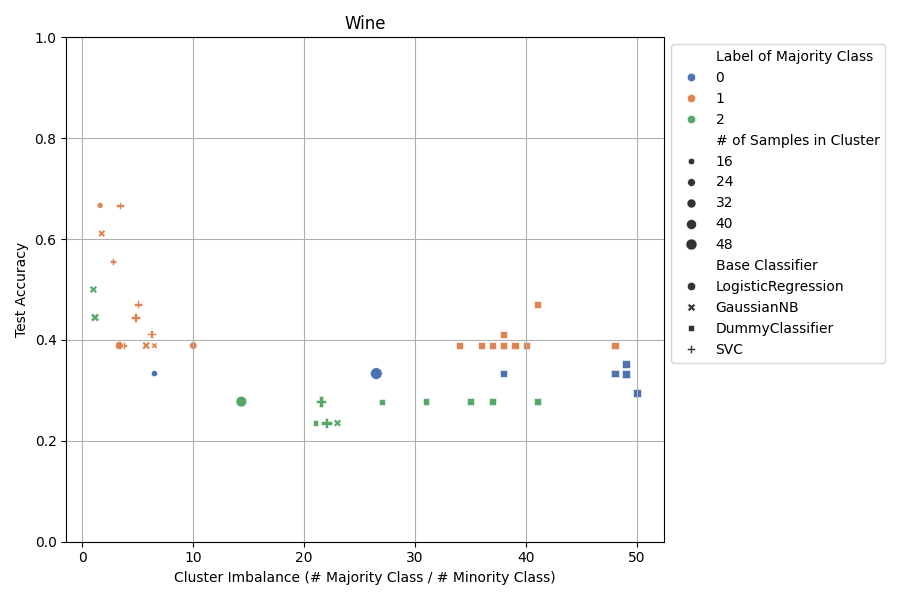 Wine
1.0
0.8
0.6
0.4
0.2
0.0
Test Accuracy
0
10
20
30
40
50
Cluster Imbalance (# Majority Class / # Minority Class)
Label of Majority Class
0
1
2
# of Samples in Cluster
16
24
32
40
48
Base Classifier
LogisticRegression
GaussianNB
DummyClassifier
SVC